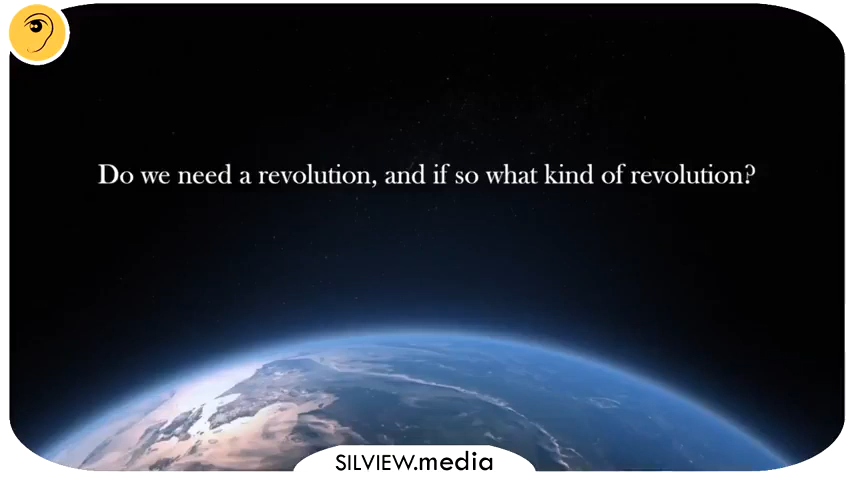 Do we need a revolution, and if so what kind of revolution?
SILVIEW.media